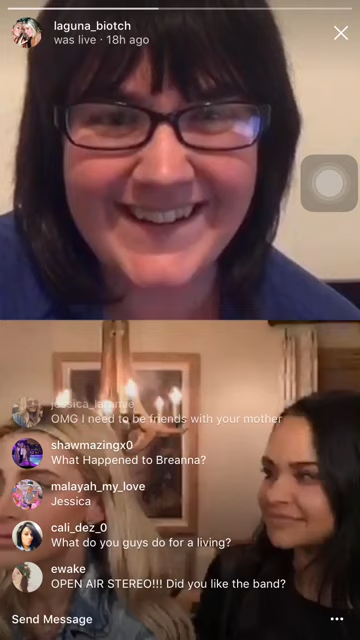 laguna_biotch
was live · 18h ago
OMG I need to be friends with your mother
shawmazingx0
What Happened to Breanna?
malayah_my_love
Jessica
cali_dez_0
What do you guys do for a living?
ewake
OPEN AIR STEREO!!! Did you like the band?
Send Message